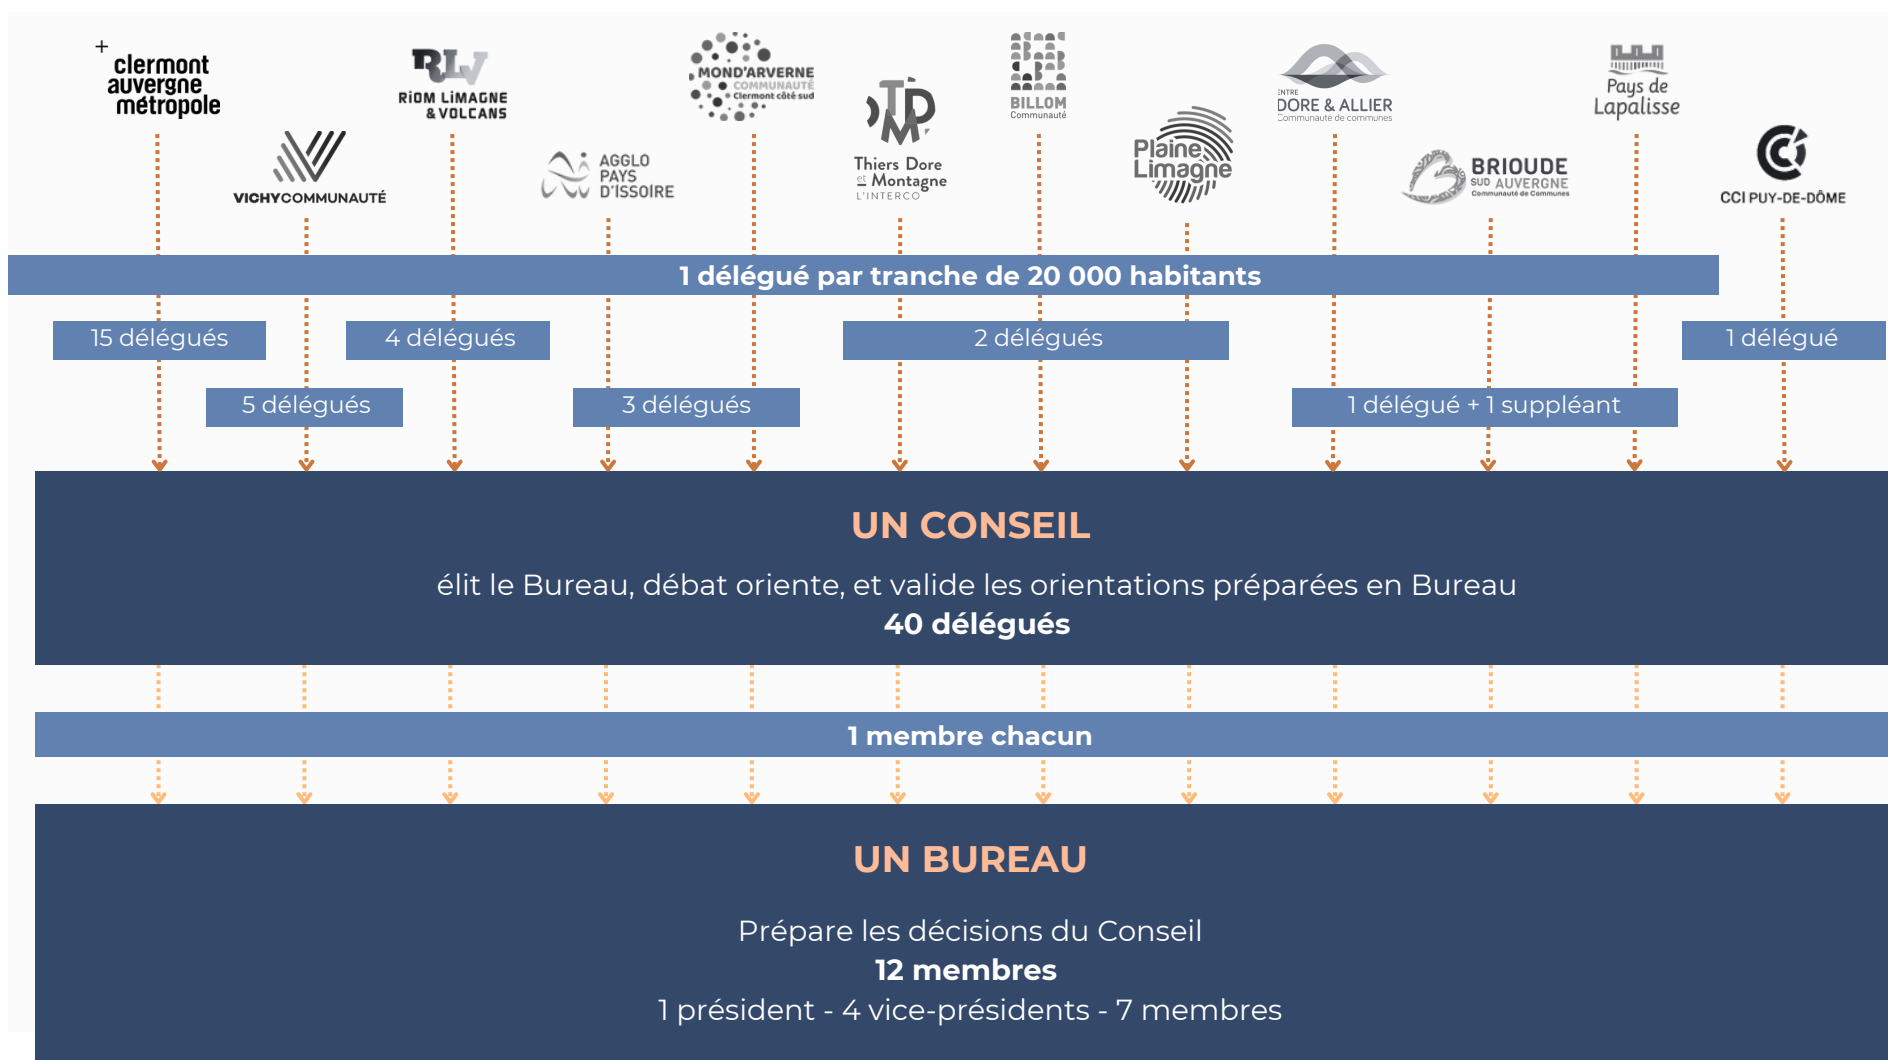 +
clermont
auvergne
métropole
VICHYCOMMUNAUTÉ
RLV
RiOM LiMAGNE
& VOLCANS
AGGLO
PAYS
D'ISSOIRE
MOND'ARVERNE
COMMUNAUTÉ
Clermont côté sud
TDM
Thiers Dore
et Montagne
L'INTERCO
BILLOM
Communauté
Plaine
Limagne
ENTRE
DORE & ALLIER
Communauté de communes
BRIOUDE
SUD AUVERGNE
Communauté de Communes
Pays de
Lapalisse
CCI PUY-DE-DÔME
1 délégué par tranche de 20 000 habitants
15 délégués
4 délégués
2 délégués
1 délégué
5 délégués
3 délégués
1 délégué + 1 suppléant
UN CONSEIL
élit le Bureau, débat oriente, et valide les orientations préparées en Bureau
40 délégués
1 membre chacun
UN BUREAU
Prépare les décisions du Conseil
12 membres
1 président - 4 vice-présidents - 7 membres